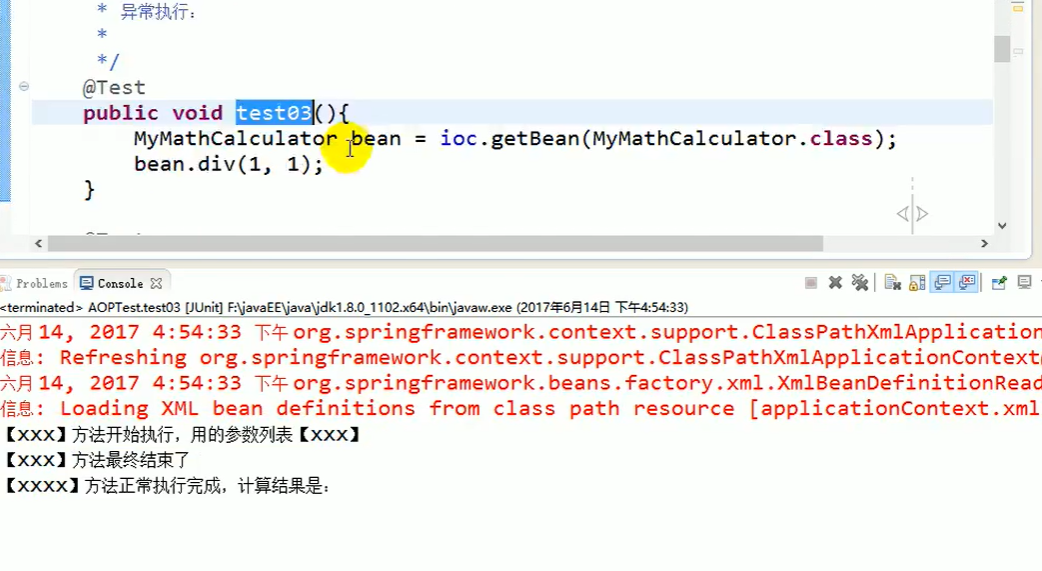 * 异常执行：
*
*/
@Test
public void test03(){
MyMathCalculator bean = ioc.getBean(MyMathCalculator.class);
bean.div(1, 1);
}
Problems Console
<terminated> AOPTest.test03 [JUnit] F:\javaEE\java\jdk1.8.0_1102.x64\bin\javaw.exe (2017年6月14日 下午4:54:33)
六月 14, 2017 4:54:33 下午 org.springframework.context.support.ClassPathXmlApplication
信息: Refreshing org.springframework.context.support.ClassPathXmlApplicationContext@
六月 14, 2017 4:54:33 下午 org.springframework.beans.factory.xml.XmlBeanDefinitionRead
信息: Loading XML bean definitions from class path resource [applicationContext.xml
【xxx】方法开始执行，用的参数列表【xxx】
【xxx】方法最终结束了
【xxxx】方法正常执行完成，计算结果是：